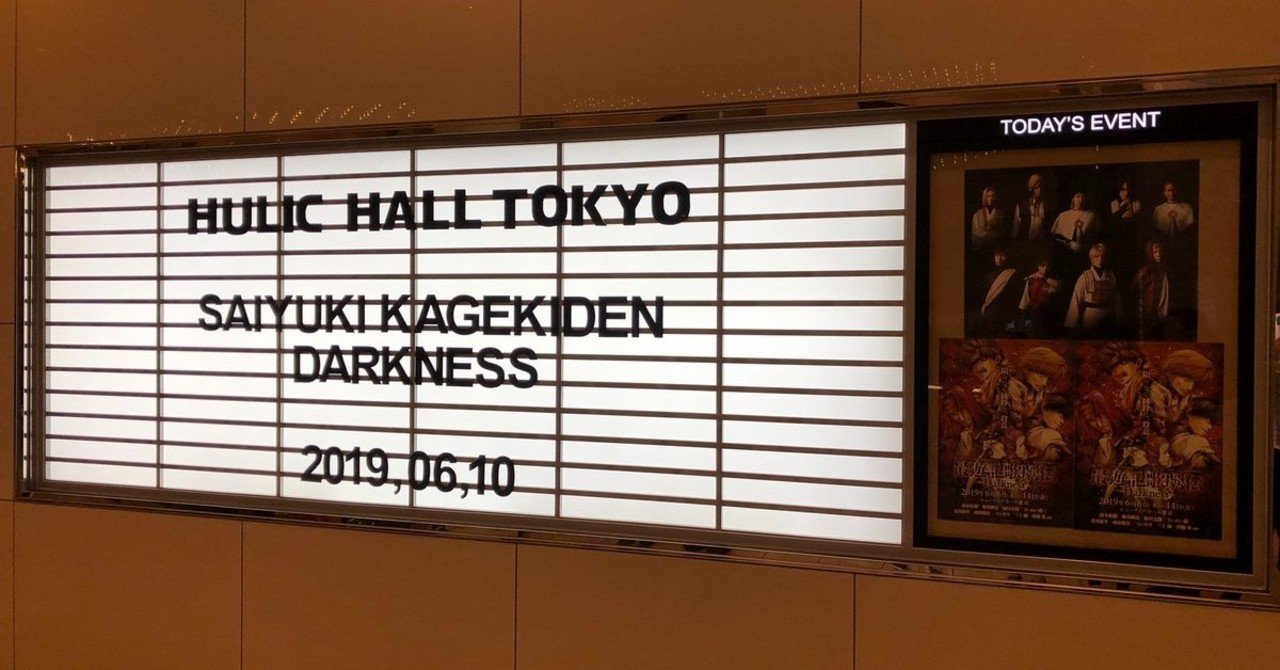 HULIC HALL TOKYO
SAIYUKI KAGEKIDEN
DARKNESS
2019,06,10
TODAY'S EVENT